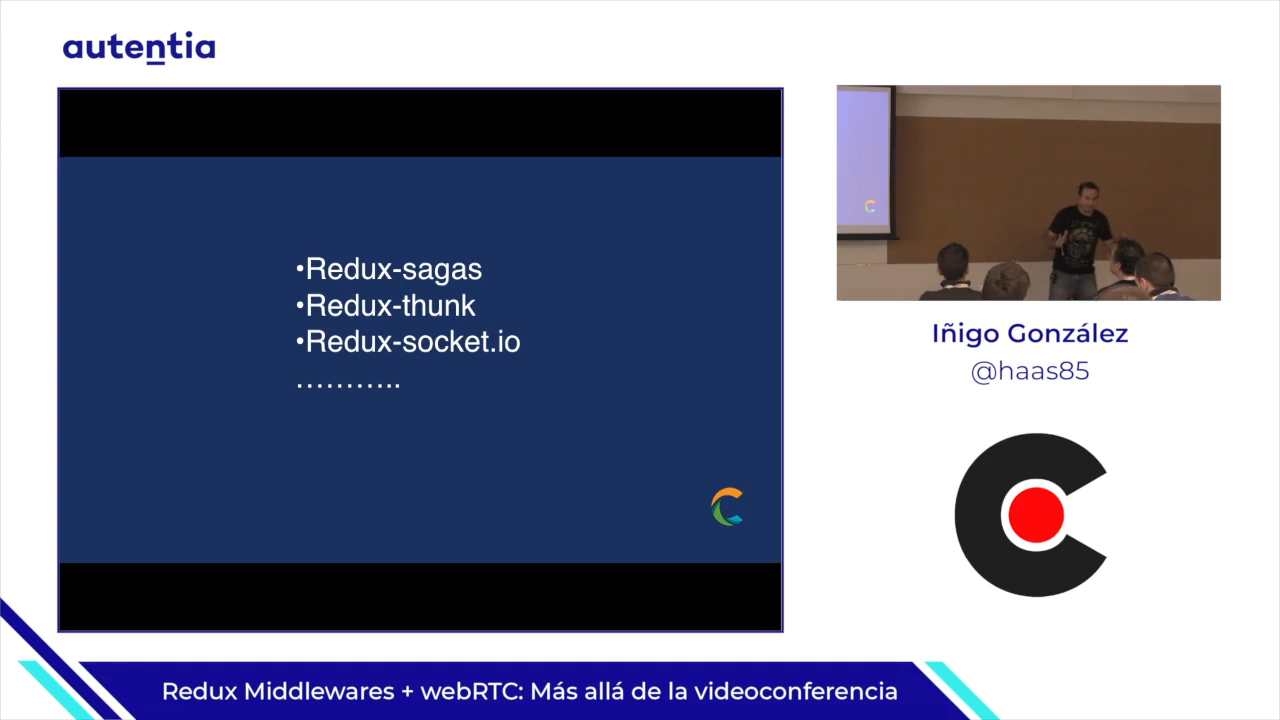 autentia
•Redux-sagas
•Redux-thunk
•Redux-socket.io
...........
Iñigo González
@haas85
Redux Middlewares + webRTC: Más allá de la videoconferencia